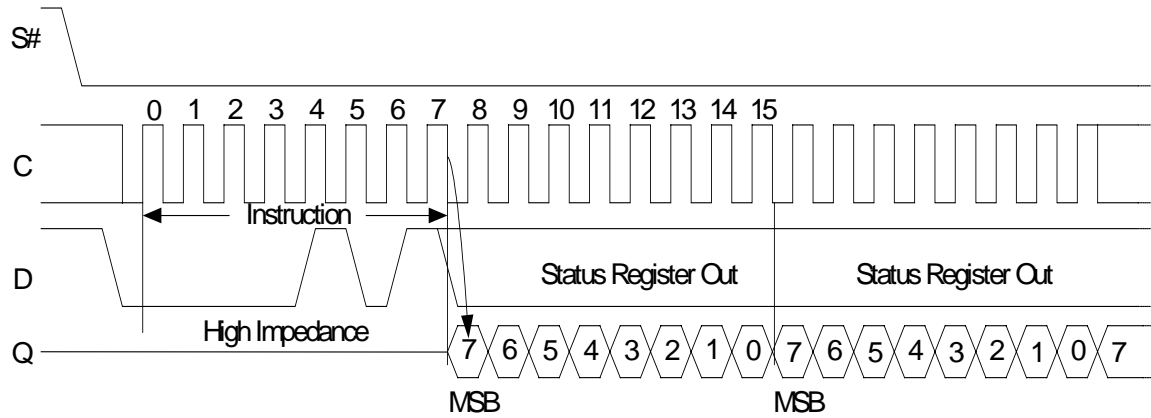 S#
0 1 2 3 4 5 6 7 8 9 10 11 12 13 14 15
C
Instruction
D
Status Register Out Status Register Out
High Impedance
Q
7 6 5 4 3 2 1 0 7 6 5 4 3 2 1 0 7
MSB MSB